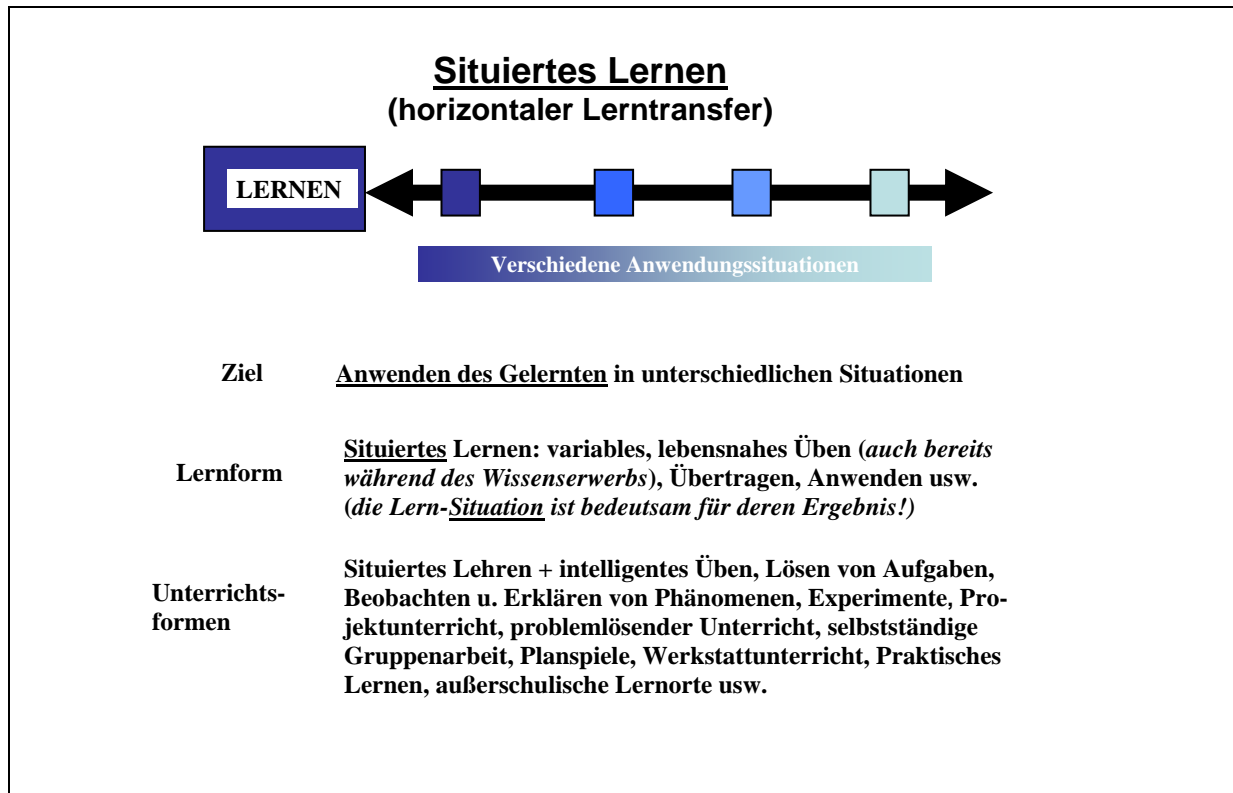 Situiertes Lernen
(horizontaler Lerntransfer)
LERNEN
Verschiedene Anwendungssituationen
Ziel
Anwenden des Gelernten in unterschiedlichen Situationen
Lernform
Situiertes Lernen: variables, lebensnahes Üben (auch bereits
während des Wissenserwerbs), Übertragen, Anwenden usw.
(die Lern-Situation ist bedeutsam für deren Ergebnis!)
Unterrichts-
formen
Situiertes Lehren + intelligentes Üben, Lösen von Aufgaben,
Beobachten u. Erklären von Phänomenen, Experimente, Pro-
jektunterricht, problemlösender Unterricht, selbstständige
Gruppenarbeit, Planspiele, Werkstattunterricht, Praktisches
Lernen, außerschulische Lernorte usw.